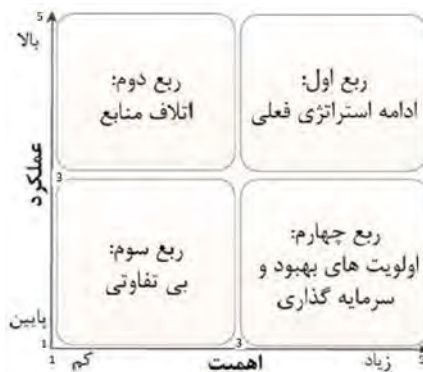 5
بالا
ربع دوم:
اتلاف منابع
ربع اول:
ادامه استراتژی فعلی
عملکرد
3
ربع سوم:
بی تفاوتی
ربع چهارم:
اولویت های بهبود و
سرمایه گذاری
پایین
1
1
کم
اهمیت
3
زیاد
5